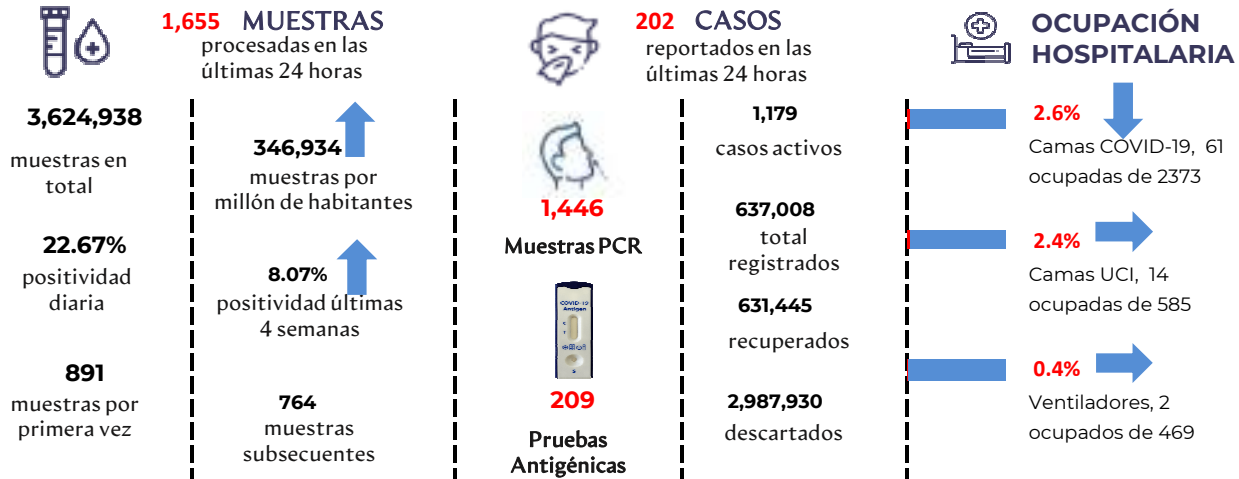 1,655 MUESTRAS
procesadas en las
últimas 24 horas
3,624,938
muestras en
total
22.67%
positividad
diaria
891
muestras por
primera vez
346,934
muestras por
millón de habitantes
8.07%
positividad últimas
4 semanas
764
muestras
subsecuentes
202 CASOS
reportados en las
últimas 24 horas
1,446
Muestras PCR
COVID-19
Antigen
209
Pruebas
Antigénicas
1,179
casos activos
637,008
total
registrados
631,445
recuperados
2,987,930
descartados
OCUPACIÓN
HOSPITALARIA
2.6%
Camas COVID-19, 61
ocupadas de 2373
2.4%
Camas UCI, 14
ocupadas de 585
0.4%
Ventiladores, 2
ocupados de 469